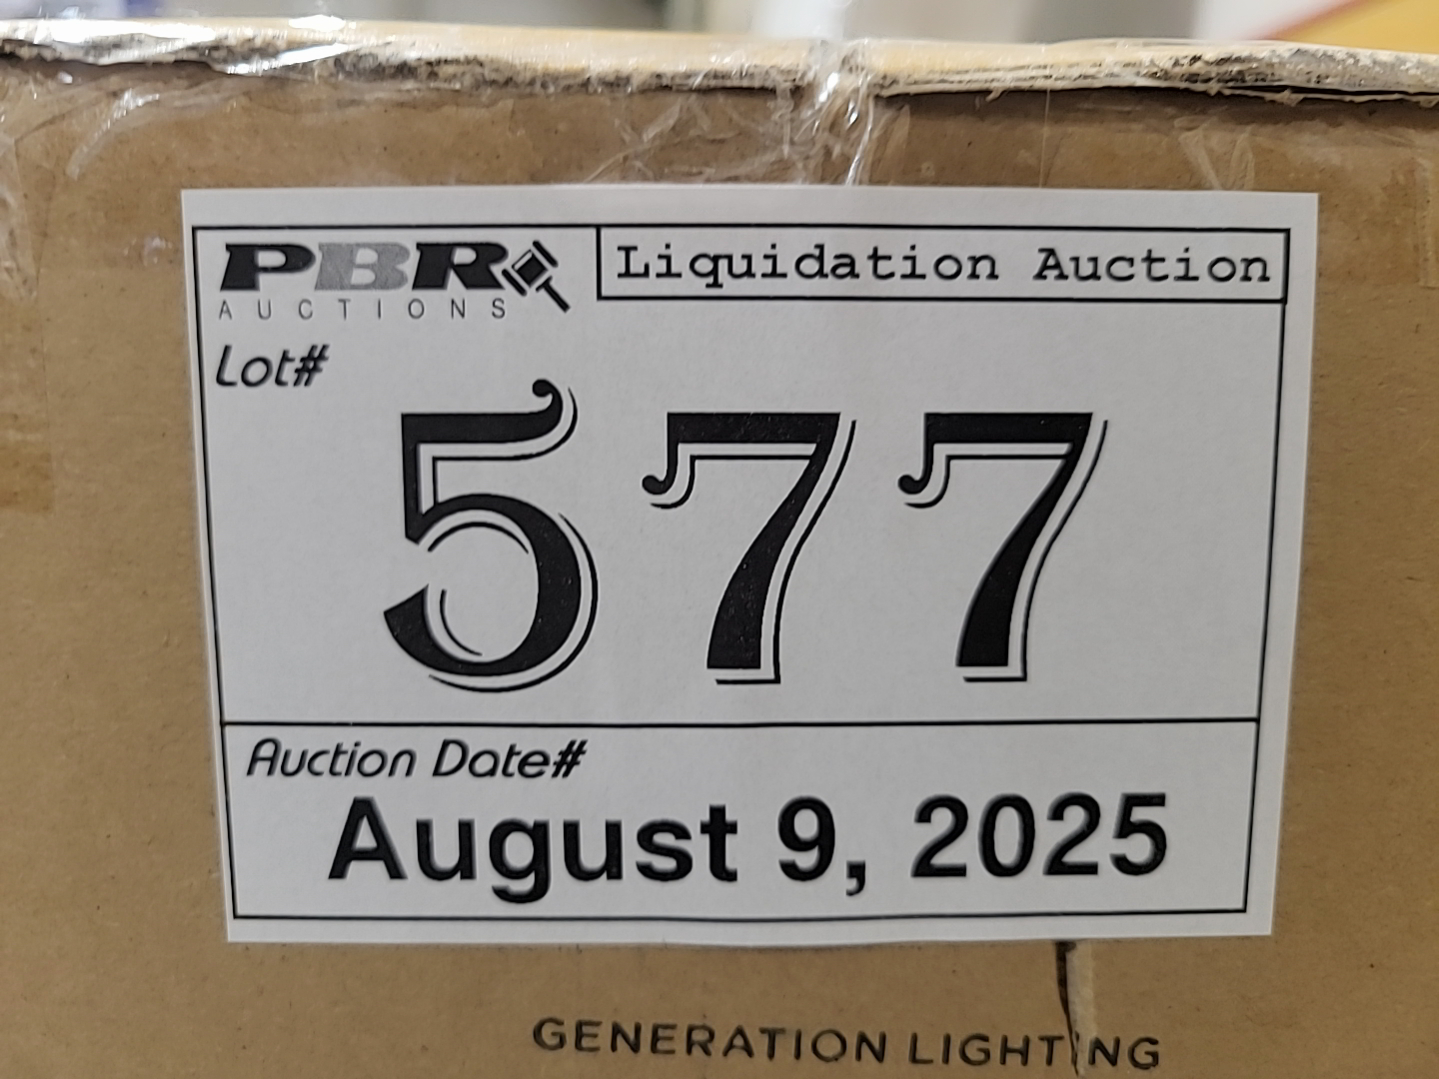 PBR
AUCTIONS
Liquidation Auction
Lot#
577
Auction Date#
August 9, 2025
GENERATION LIGHTING